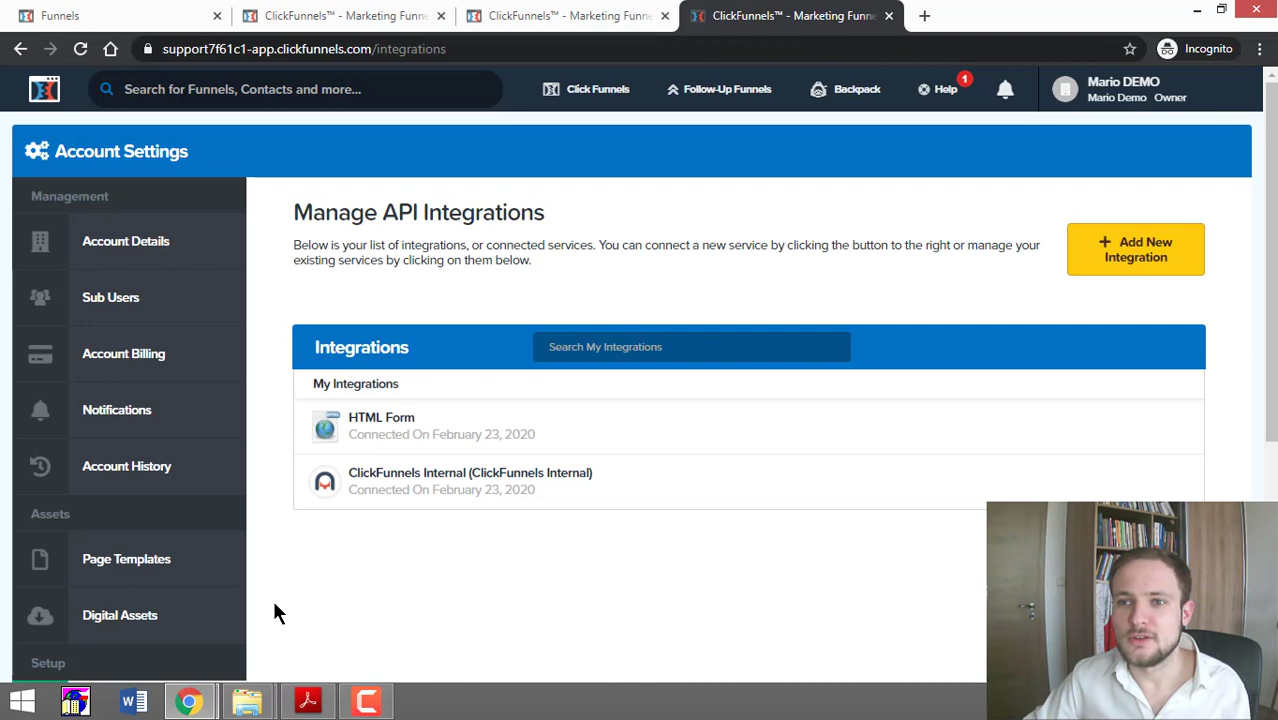 Funnels
ClickFunnels™ - Marketing Funne
ClickFunnels™ - Marketing Funne
ClickFunnels™ - Marketing Funne
support7f61c1-app.clickfunnels.com/integrations
Incognito
Search for Funnels, Contacts and more...
Click Funnels
Follow-Up Funnels
Backpack
Help
1
Mario DEMO
Mario Demo Owner
Account Settings
Management
Account Details
Sub Users
Account Billing
Notifications
Account History
Assets
Page Templates
Digital Assets
Setup
Manage API Integrations
Below is your list of integrations, or connected services. You can connect a new service by clicking the button to the right or manage your
existing services by clicking on them below.
+ Add New
Integration
Integrations
Search My Integrations
My Integrations
HTML Form
Connected On February 23, 2020
ClickFunnels Internal (ClickFunnels Internal)
Connected On February 23, 2020